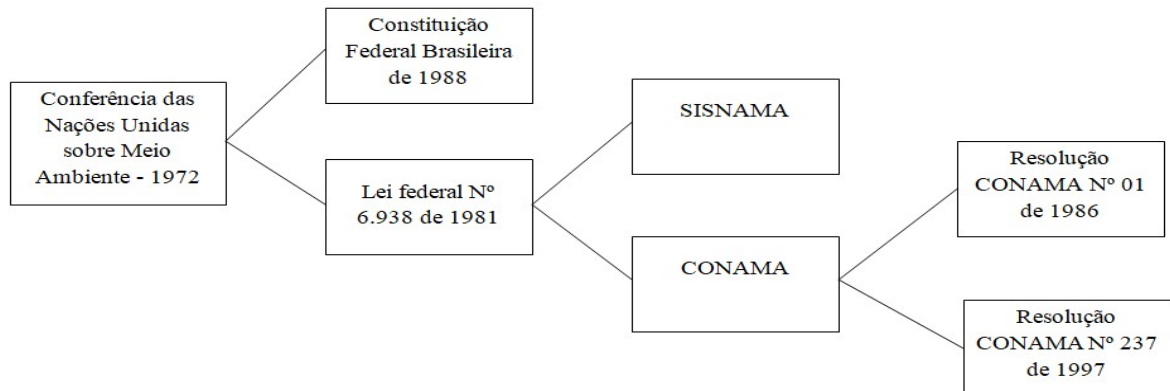 Conferência das
Nações Unidas
sobre Meio
Ambiente - 1972
Constituição
Federal Brasileira
de 1988
Lei federal Nº
6.938 de 1981
SISNAMA
CONAMA
Resolução
CONAMA Nº 01
de 1986
Resolução
CONAMA Nº 237
de 1997